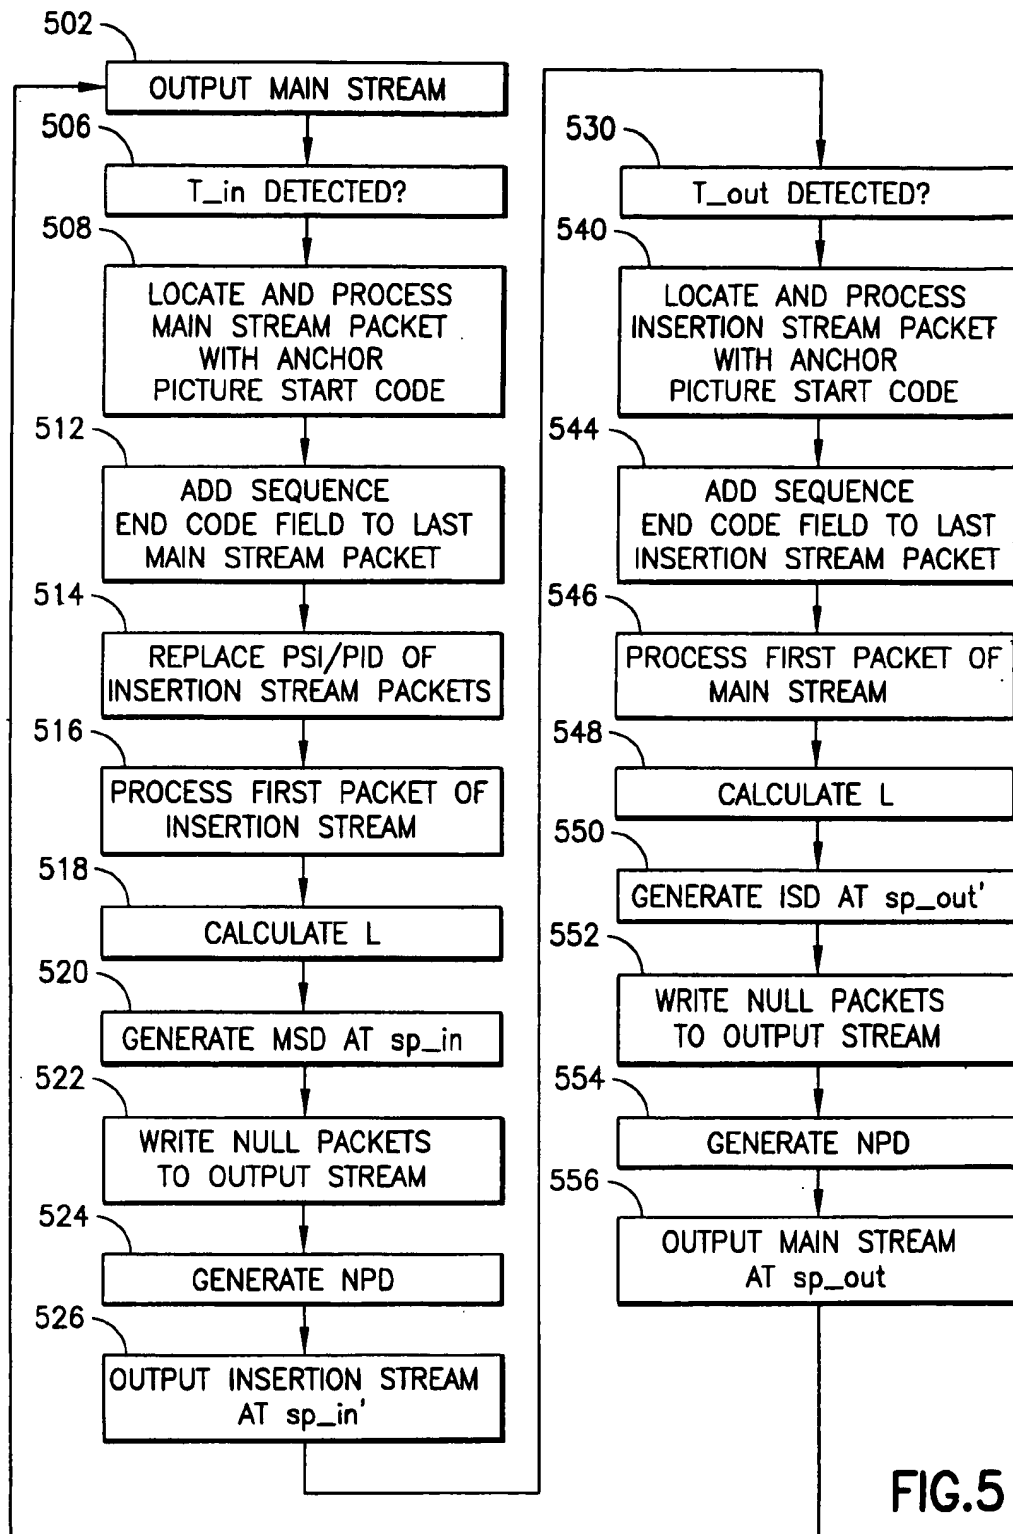 502
OUTPUT MAIN STREAM
506
T_in DETECTED?
508
LOCATE AND PROCESS
MAIN STREAM PACKET
WITH ANCHOR
PICTURE START CODE
512
ADD SEQUENCE
END CODE FIELD TO LAST
MAIN STREAM PACKET
514
REPLACE PSI/PID OF
INSERTION STREAM PACKETS
516
PROCESS FIRST PACKET OF
INSERTION STREAM
518
CALCULATE L
520
GENERATE MSD AT sp_in
522
WRITE NULL PACKETS
TO OUTPUT STREAM
524
GENERATE NPD
526
OUTPUT INSERTION STREAM
AT sp_in'
530
T_out DETECTED?
540
LOCATE AND PROCESS
INSERTION STREAM PACKET
WITH ANCHOR
PICTURE START CODE
544
ADD SEQUENCE
END CODE FIELD TO LAST
INSERTION STREAM PACKET
546
PROCESS FIRST PACKET OF
MAIN STREAM
548
CALCULATE L
550
GENERATE ISD AT sp_out'
552
WRITE NULL PACKETS
TO OUTPUT STREAM
554
GENERATE NPD
556
OUTPUT MAIN STREAM
AT sp_out
FIG.5